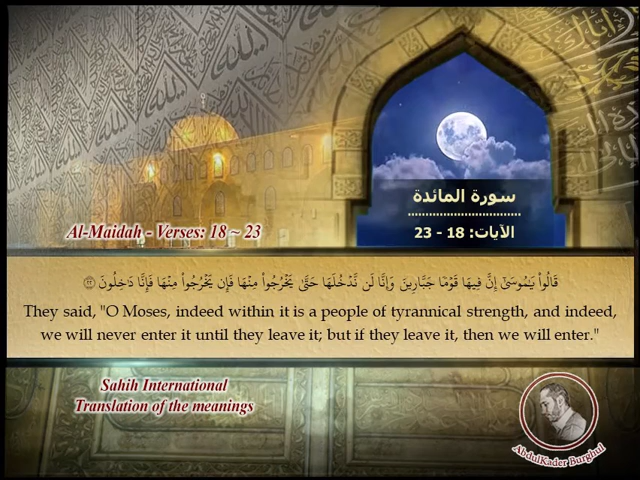 سورة المائدة
الآيات: 18 - 23
Al-Maidah - Verses: 18 ~ 23
قَالُوا۟ يَـٰمُوسَىٰٓ إِنَّ فِيهَا قَوْمًا جَبَّارِينَ وَإِنَّا لَن نَّدْخُلَهَا حَتَّىٰ يَخْرُجُوا۟ مِنْهَا فَإِن يَخْرُجُوا۟ مِنْهَا فَإِنَّا دَٰخِلُونَ ٢٢
They said, "O Moses, indeed within it is a people of tyrannical strength, and indeed,
we will never enter it until they leave it; but if they leave it, then we will enter."
Sahih International
Translation of the meanings
AbdulKader Burghul